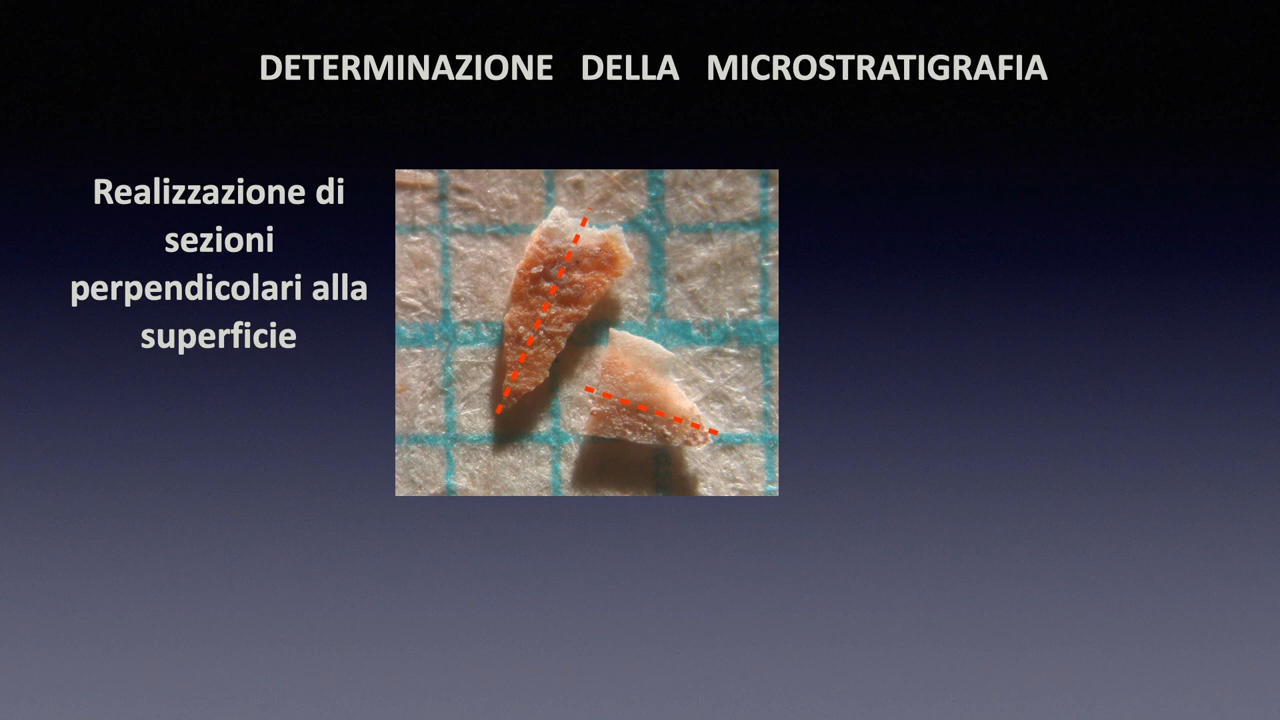 DETERMINAZIONE DELLA MICROSTRATIGRAFIA
Realizzazione di
sezioni
perpendicolari alla
superficie